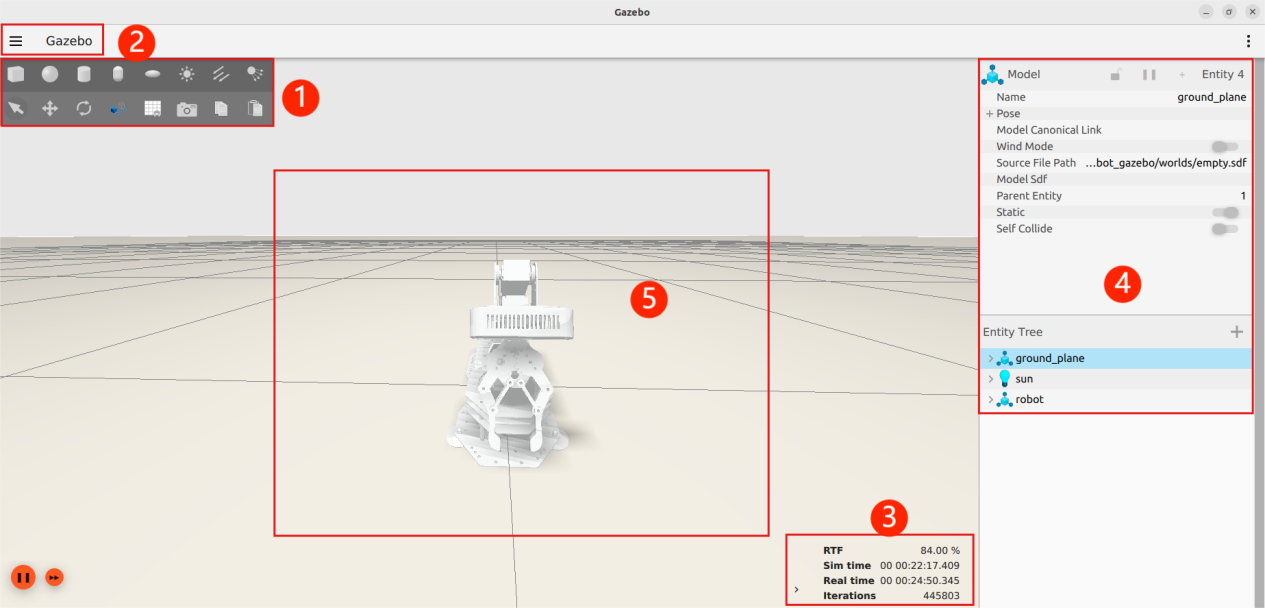 Gazebo
Gazebo
2
1
Model Entity 4
Name ground_plane
Pose
Model Canonical Link
Wind Mode
Source File Path ...bot_gazebo/worlds/empty.sdf
Model Sdf
Parent Entity 1
Static
Self Collide
4
5
Entity Tree
ground_plane
sun
robot
3
RTF 84.00 %
Sim time 00 00:22:17.409
Real time 00 00:24:50.345
Iterations 445803